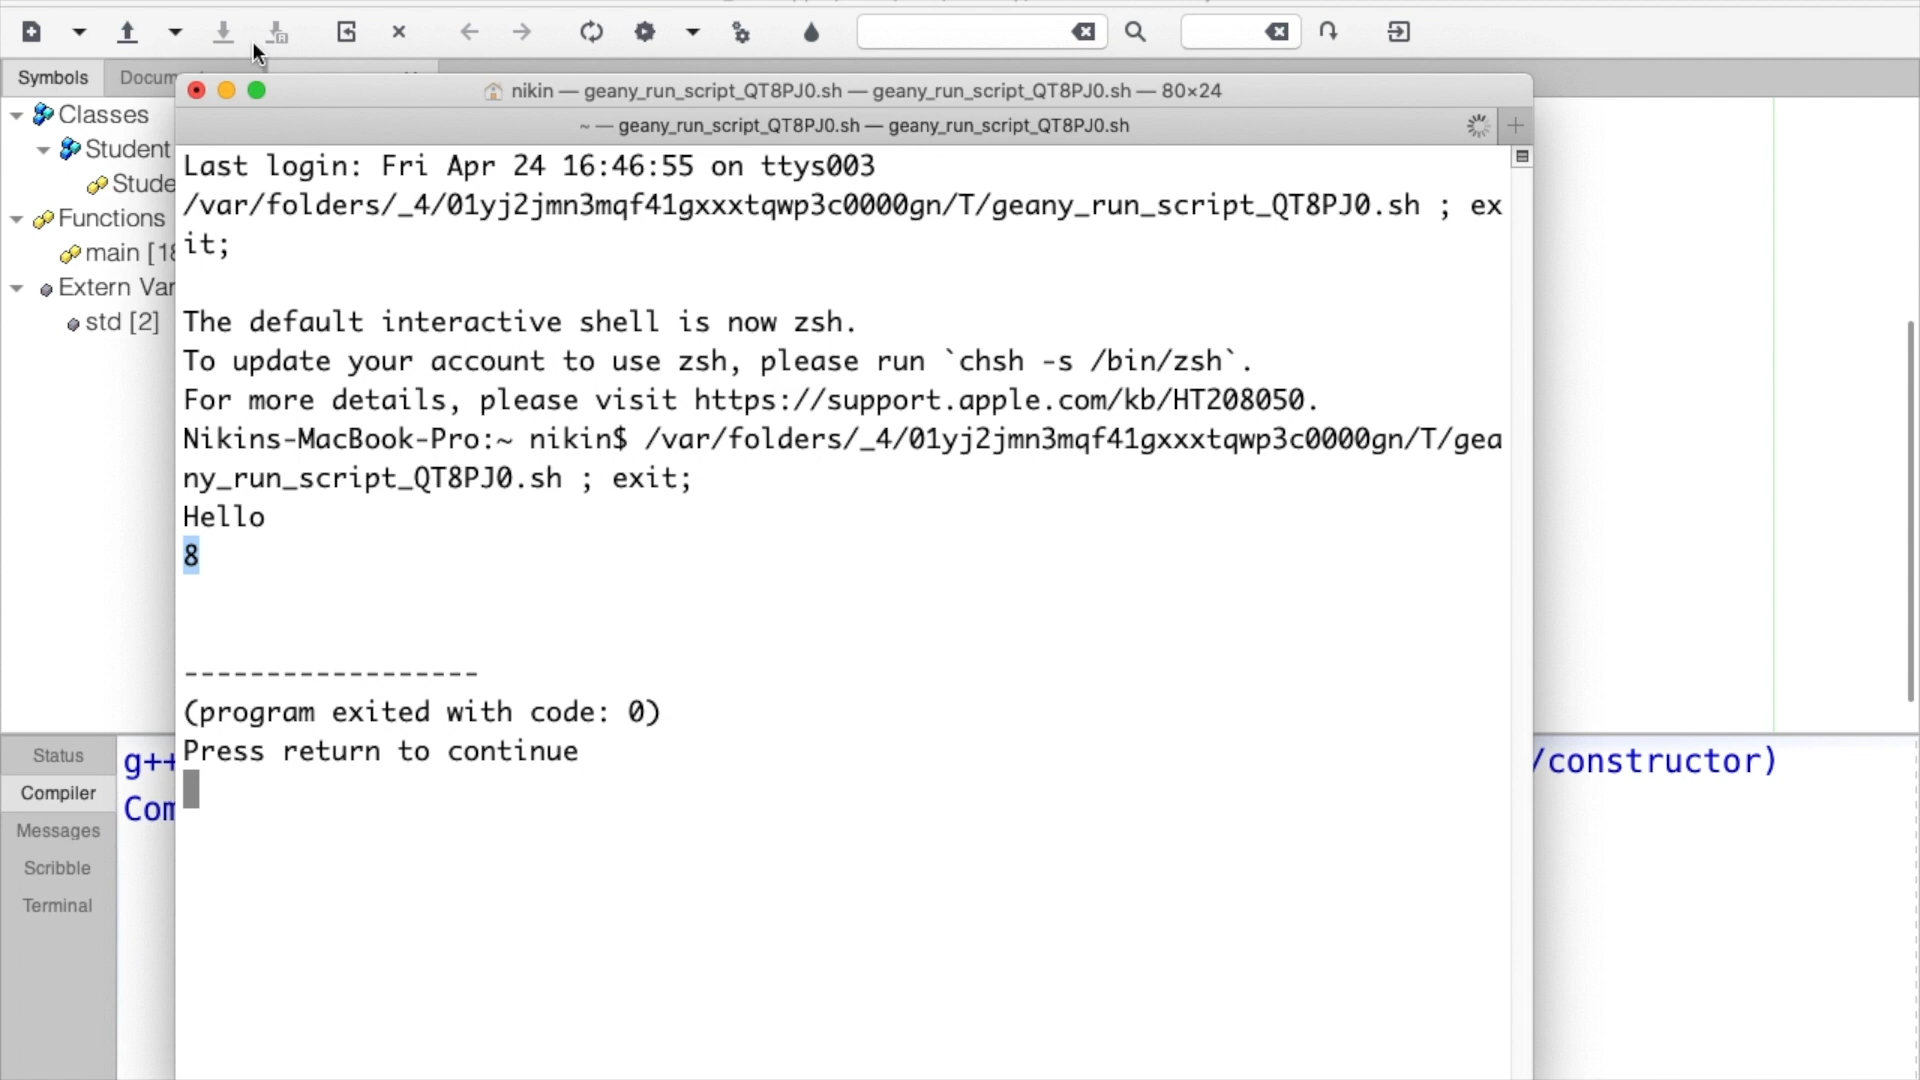 Symbols
Docum
Classes
Student
Stude
Functions
main [18
Extern Var
std [2]
nikin — geany_run_script_QT8PJ0.sh — geany_run_script_QT8PJ0.sh — 80×24
~ — geany_run_script_QT8PJ0.sh — geany_run_script_QT8PJ0.sh
Last login: Fri Apr 24 16:46:55 on ttys003
/var/folders/_4/01yj2jmn3mqf41gxxxtqwp3c0000gn/T/geany_run_script_QT8PJ0.sh ; ex
it;
The default interactive shell is now zsh.
To update your account to use zsh, please run `chsh -s /bin/zsh`.
For more details, please visit https://support.apple.com/kb/HT208050.
Nikins-MacBook-Pro:~ nikin$ /var/folders/_4/01yj2jmn3mqf41gxxxtqwp3c0000gn/T/gea
ny_run_script_QT8PJ0.sh ; exit;
Hello
8
------------------
(program exited with code: 0)
Press return to continue
Status
Compiler
Messages
Scribble
Terminal
g++
/constructor)
Com